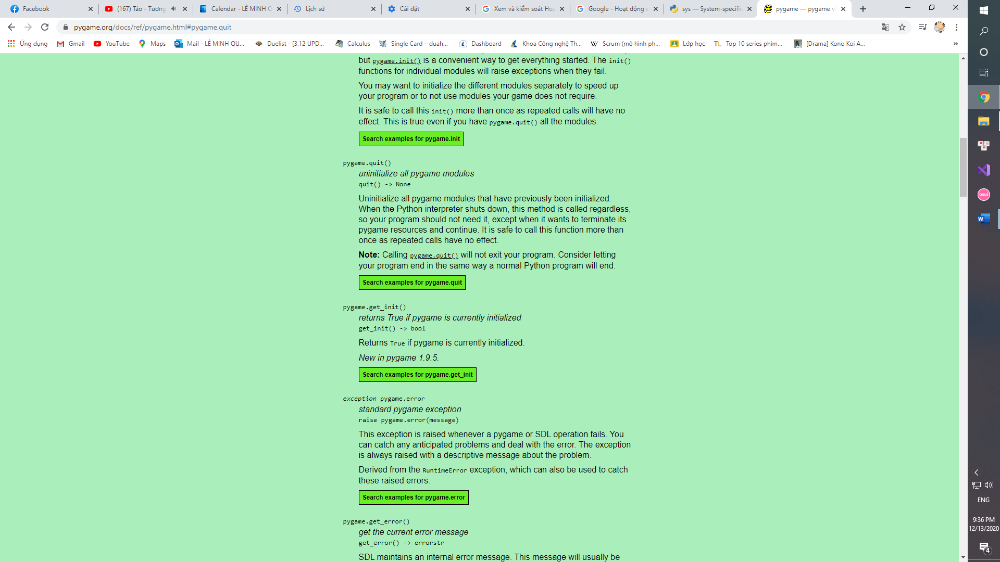 Facebook
(167) Táo - Tương
Calendar - LÊ MINH Q
Lịch sử
Cài đặt
Xem và kiểm soát Hoạ
Google - Hoạt động c
sys — System-specific
pygame — pygame v
pygame.org/docs/ref/pygame.html#pygame.quit
Ứng dụng
Gmail
YouTube
Maps
Mail - LÊ MINH QU...
Duelist - [3.12 UPD...
Calculus
Single Card – duah...
Dashboard
Khoa Công nghệ Th...
Scrum (mô hình ph...
Lớp học
TL Top 10 series phim...
[Drama] Kono Koi A...
»
but pygame.init() is a convenient way to get everything started. The init()
functions for individual modules will raise exceptions when they fail.
You may want to initialize the different modules separately to speed up
your program or to not use modules your game does not require.
It is safe to call this init() more than once as repeated calls will have no
effect. This is true even if you have pygame.quit() all the modules.
Search examples for pygame.init
pygame.quit()
uninitialize all pygame modules
quit() -> None
Uninitialize all pygame modules that have previously been initialized.
When the Python interpreter shuts down, this method is called regardless,
so your program should not need it, except when it wants to terminate its
pygame resources and continue. It is safe to call this function more than
once as repeated calls have no effect.
Note: Calling pygame.quit() will not exit your program. Consider letting
your program end in the same way a normal Python program will end.
Search examples for pygame.quit
pygame.get_init()
returns True if pygame is currently initialized
get_init() -> bool
Returns True if pygame is currently initialized.
New in pygame 1.9.5.
Search examples for pygame.get_init
exception pygame.error
standard pygame exception
raise pygame.error(message)
This exception is raised whenever a pygame or SDL operation fails. You
can catch any anticipated problems and deal with the error. The exception
is always raised with a descriptive message about the problem.
Derived from the RuntimeError exception, which can also be used to catch
these raised errors.
Search examples for pygame.error
pygame.get_error()
get the current error message
get_error() -> errorstr
SDL maintains an internal error message. This message will usually be
osu!
ENG
9:36 PM
12/13/2020
4